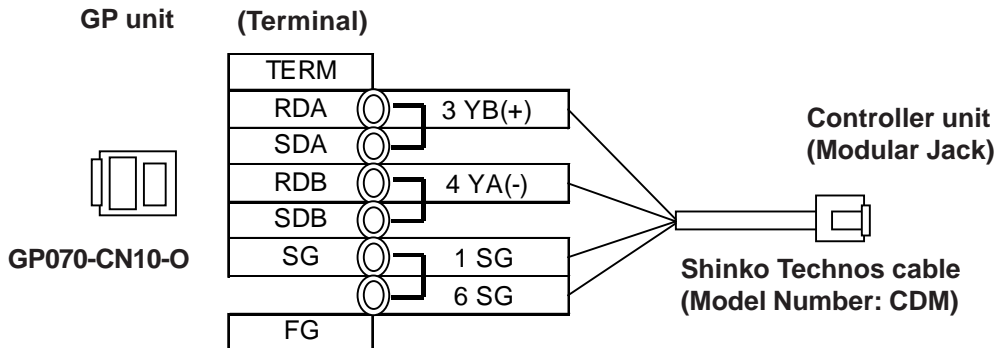 GP unit (Terminal)
TERM
RDA 3 YB(+)
SDA
RDB 4 YA(-)
SDB
SG 1 SG
6 SG
FG
GP070-CN10-O
Controller unit
(Modular Jack)
Shinko Technos cable
(Model Number: CDM)